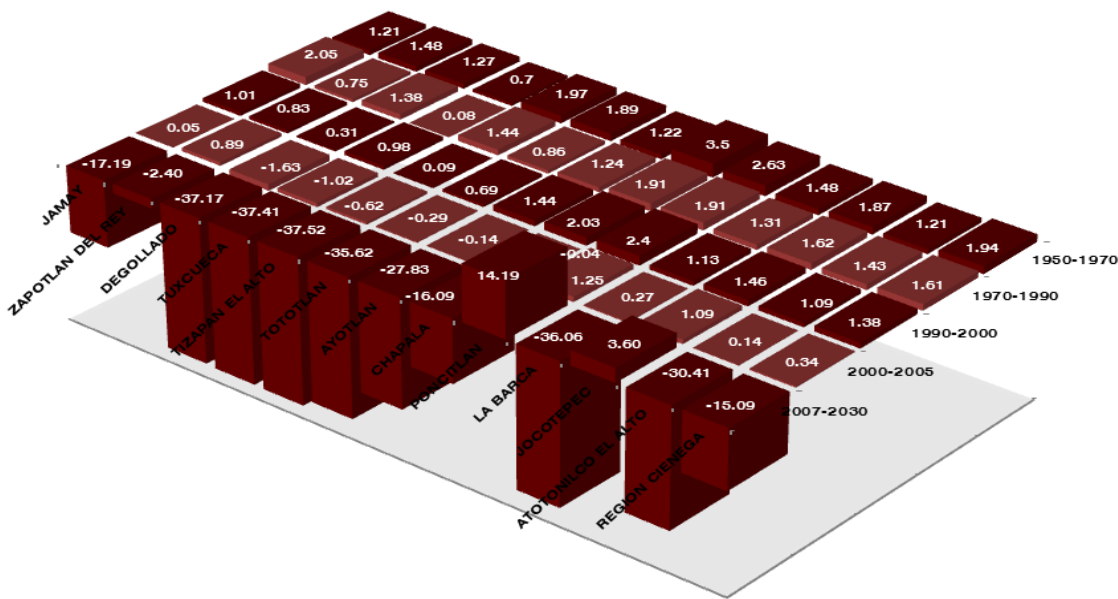 1.21 1.48 1.27 0.7 1.97 1.89 1.22 3.5 2.63 1.48 1.87 1.21 1.94 1950-1970
2.05 0.75 1.38 0.08 1.44 0.86 1.24 1.91 1.91 1.31 1.62 1.43 1.61 1970-1990
1.01 0.83 0.31 0.98 0.09 0.69 1.44 2.03 2.4 1.13 1.46 1.09 1.38 1990-2000
0.05 0.89 -1.63 -1.02 -0.62 -0.29 -0.14 -0.04 1.25 0.27 1.09 0.14 0.34 2000-2005
-17.19 -2.40 -37.17 -37.41 -37.52 -35.62 -27.83 -16.09 14.19 -36.06 3.60 -30.41 -15.09 2007-2030
JAMAY
ZAPOTLAN DEL REY
DEGOLLADO
TUXCUECA
TIZAPAN EL ALTO
TOTOTLAN
AYOTLAN
CHAPALA
PONCITLAN
LA BARCA
JOCOTEPEC
ATOTONILCO EL ALTO
REGION CIENEGA